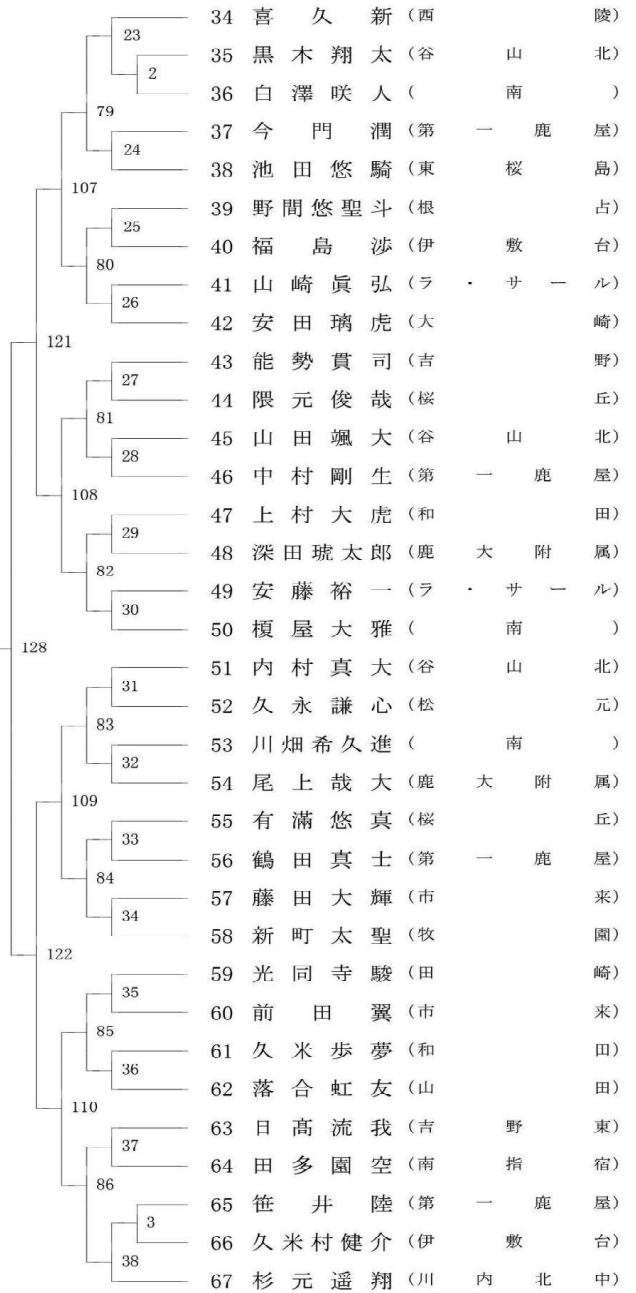 34 喜久新 (西陵)
23
35 黒木翔太 (谷山北)
2
36 白澤咲人 (南)
79
37 今門潤 (第一鹿屋)
24
38 池田悠騎 (東桜島)
107
39 野間悠聖斗 (根占)
25
40 福島渉 (伊敷台)
80
41 山崎眞弘 (ラ・サール)
26
42 安田璃虎 (大崎)
121
43 能勢貫司 (吉野)
27
44 隈元俊哉 (桜丘)
81
45 山田颯大 (谷山北)
28
46 中村剛生 (第一鹿屋)
108
47 上村大虎 (和田)
29
48 深田琥太郎 (鹿大附属)
82
49 安藤裕一 (ラ・サール)
30
50 榎屋大雅 (南)
128
51 内村真大 (谷山北)
31
52 久永謙心 (松元)
83
53 川畑希久進 (南)
32
54 尾上哉大 (鹿大附属)
109
55 有満悠真 (桜丘)
33
56 鶴田真士 (第一鹿屋)
84
57 藤田大輝 (市来)
34
58 新町太聖 (牧園)
122
59 光同寺駿 (田崎)
35
60 前田翼 (市来)
85
61 久米歩夢 (和田)
36
62 落合虹友 (山田)
110
63 日髙流我 (吉野東)
37
64 田多園空 (南指宿)
86
65 笹井陸 (第一鹿屋)
3
66 久米村健介 (伊敷台)
38
67 杉元遥翔 (川内北中)